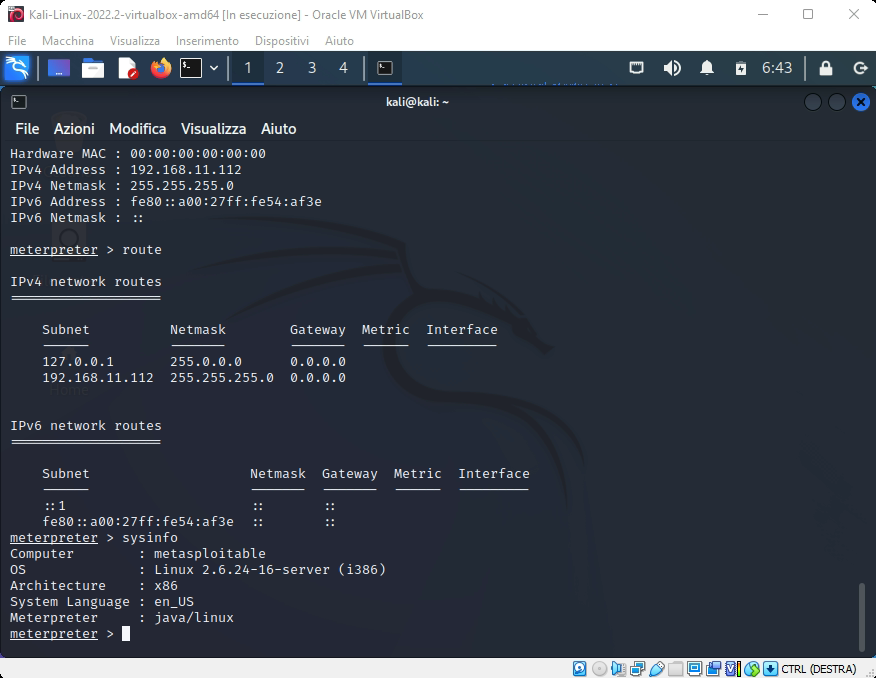 Kali-Linux-2022.2-virtualbox-amd64 [In esecuzione] - Oracle VM VirtualBox
File Macchina Visualizza Inserimento Dispositivi Aiuto
1 2 3 4 6:43
kali@kali: ~
File Azioni Modifica Visualizza Aiuto
Hardware MAC : 00:00:00:00:00:00
IPv4 Address : 192.168.11.112
IPv4 Netmask : 255.255.255.0
IPv6 Address : fe80::a00:27ff:fe54:af3e
IPv6 Netmask : ::
meterpreter > route
IPv4 network routes
Subnet Netmask Gateway Metric Interface
127.0.0.1 255.0.0.0 0.0.0.0
192.168.11.112 255.255.255.0 0.0.0.0
IPv6 network routes
Subnet Netmask Gateway Metric Interface
::1 :: ::
fe80::a00:27ff:fe54:af3e :: ::
meterpreter > sysinfo
Computer : metasploitable
OS : Linux 2.6.24-16-server (i386)
Architecture : x86
System Language : en_US
Meterpreter : java/linux
meterpreter >
CTRL (DESTRA)